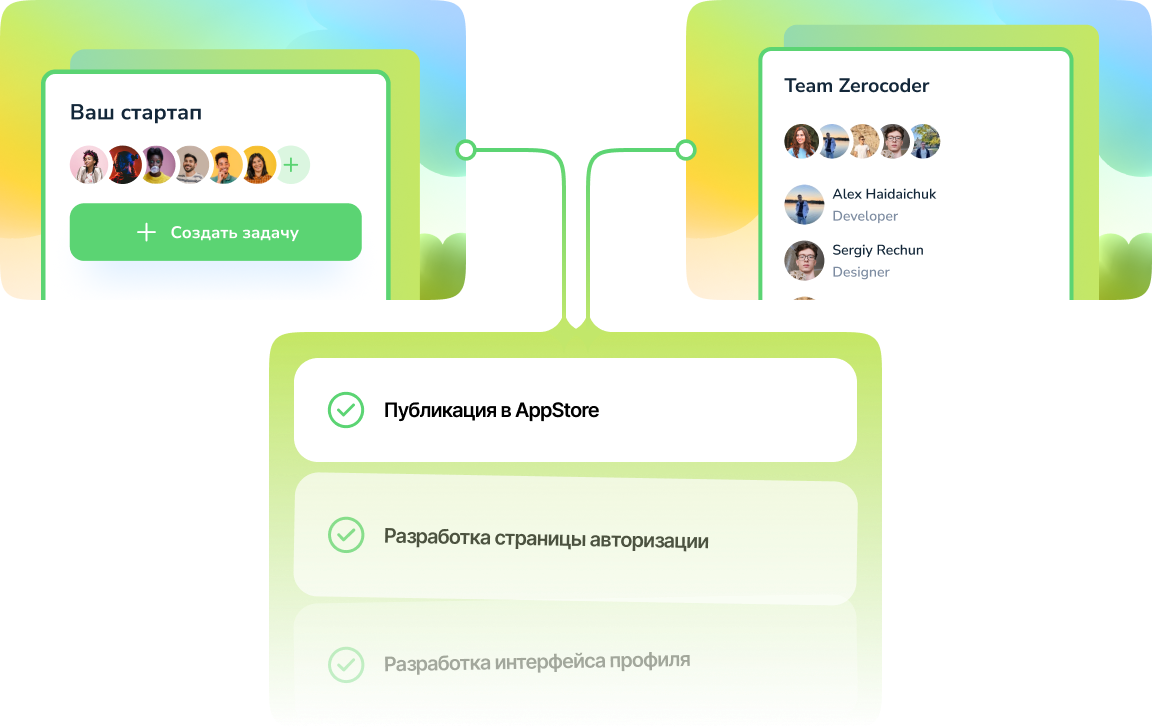 Ваш стартап
Создать задачу
Team Zerocoder
Alex Haidaichuk
Developer
Sergiy Rechun
Designer
Публикация в AppStore
Разработка страницы авторизации
Разработка интерфейса профиля